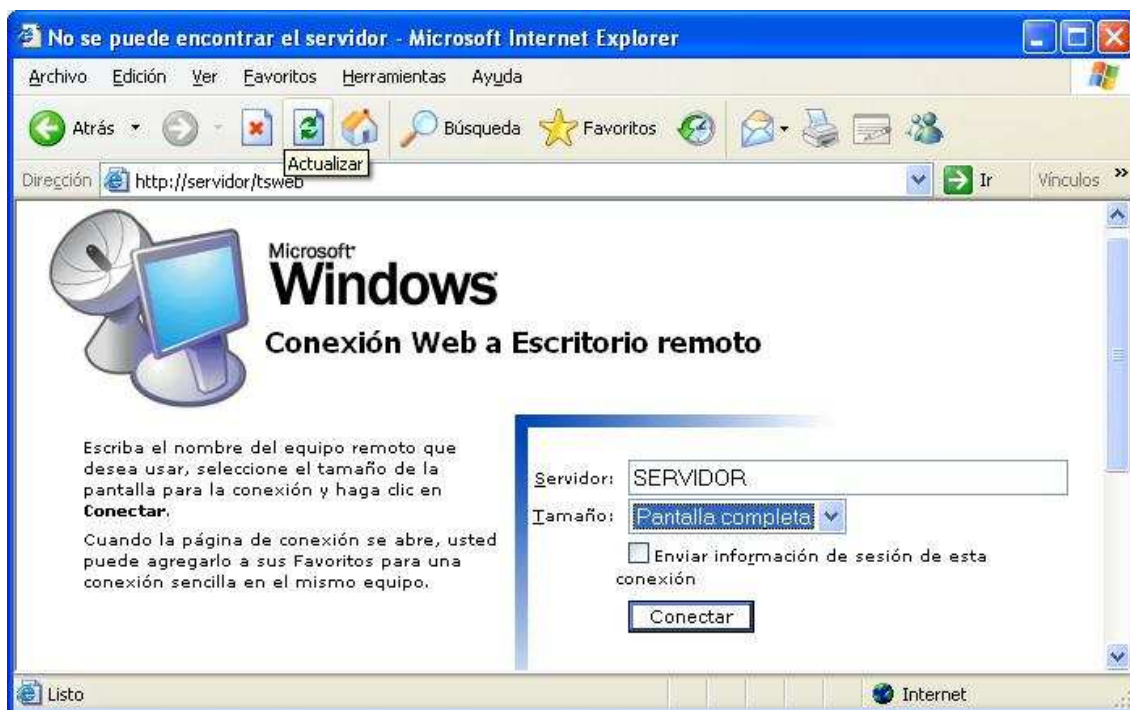 No se puede encontrar el servidor - Microsoft Internet Explorer
Archivo Edición Ver Favoritos Herramientas Ayuda
Atrás Búsqueda Favoritos
Actualizar
Dirección http://servidor/tsweb Ir Vínculos »
Microsoft
Windows
Conexión Web a Escritorio remoto
Escriba el nombre del equipo remoto que
desea usar, seleccione el tamaño de la
pantalla para la conexión y haga clic en
Conectar.
Cuando la página de conexión se abre, usted
puede agregarlo a sus Favoritos para una
conexión sencilla en el mismo equipo.
Servidor: SERVIDOR
Tamaño: Pantalla completa
Enviar información de sesión de esta
conexión
Conectar
Listo Internet